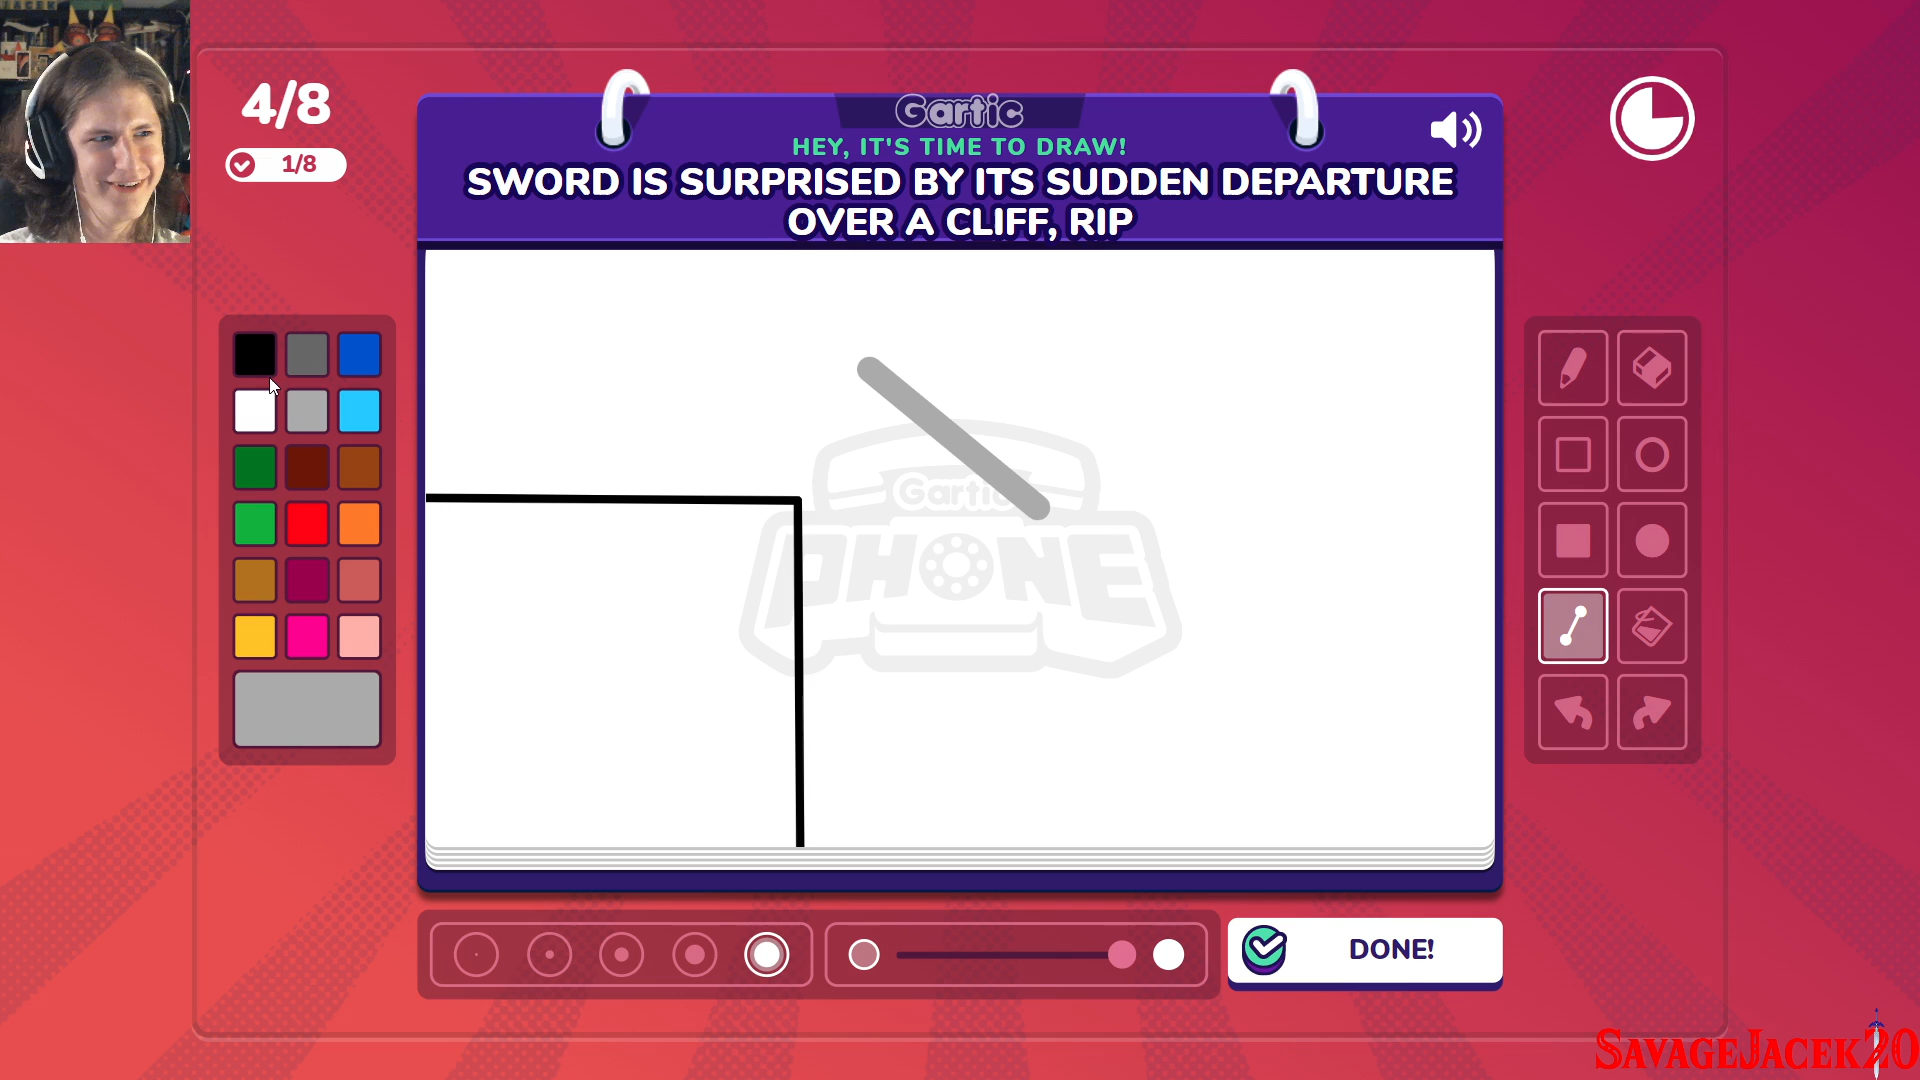 JACEK
4/8
1/8
Gartic
HEY, IT'S TIME TO DRAW!
SWORD IS SURPRISED BY ITS SUDDEN DEPARTURE
OVER A CLIFF, RIP
Gartic
PHONE
DONE!
SAVAGEJACEK20